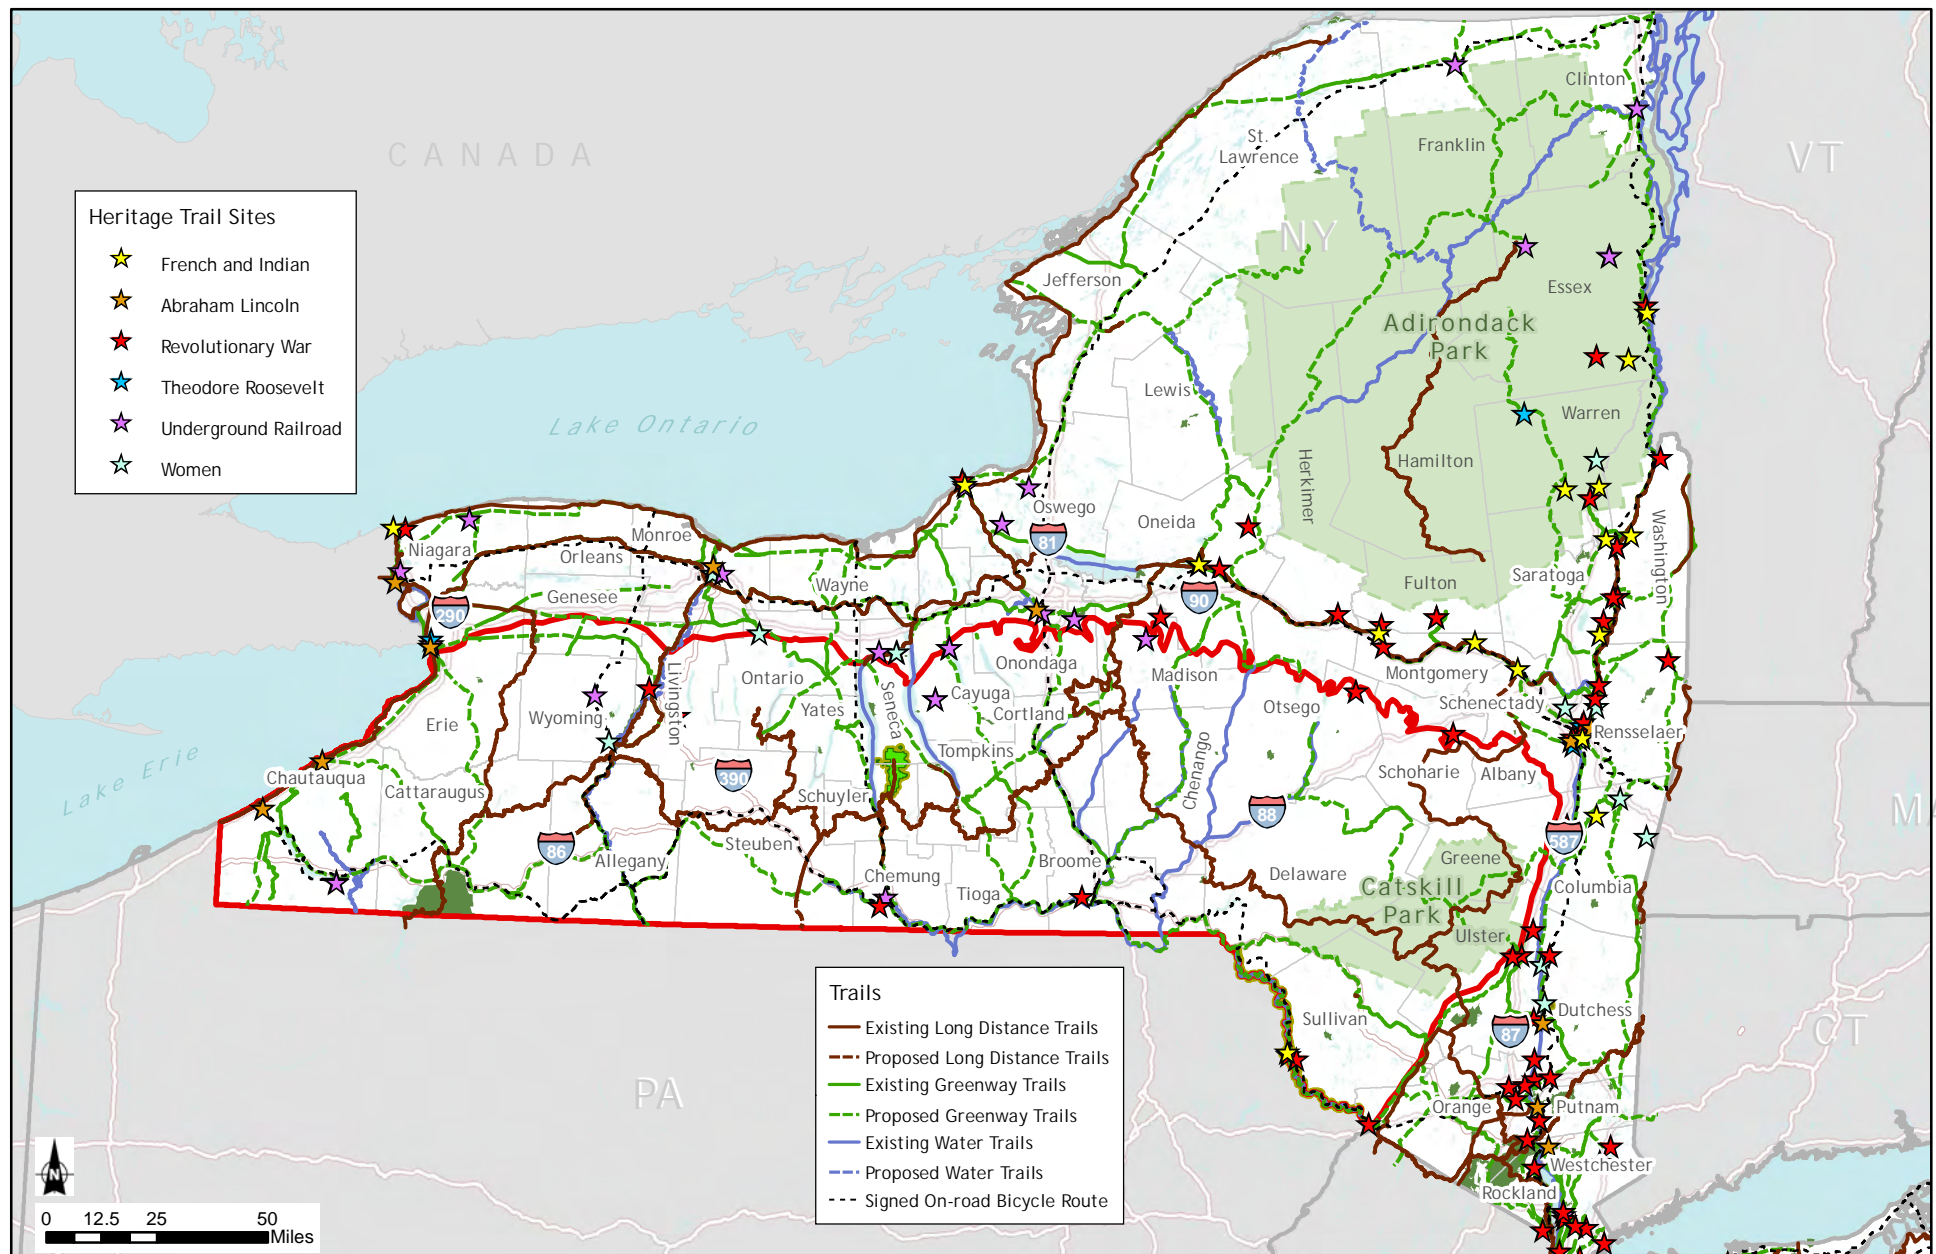 CANADA
VT
NY
Clinton
Franklin
St.
Lawrence
Heritage Trail Sites
French and Indian
Abraham Lincoln
Revolutionary War
Theodore Roosevelt
Underground Railroad
Women
Jefferson
Essex
Adirondack
Park
Lewis
Warren
Lake Ontario
Herkimer
Hamilton
Oswego
Oneida
81
Washington
Monroe
Niagara
Orleans
Wayne
Genesee
290
90
Fulton
Saratoga
Onondaga
Madison
Montgomery
Livingston
Ontario
Seneca
Cayuga
Yates
Cortland
Otsego
Schenectady
Erie
Wyoming
Rensselaer
Tompkins
Chenango
Schoharie
Albany
Lake Erie
Chautauqua
Cattaraugus
390
Schuyler
88
MA
587
86
Allegany
Steuben
Broome
Greene
Chemung
Tioga
Delaware
Catskill
Park
Columbia
Ulster
Trails
Existing Long Distance Trails
Proposed Long Distance Trails
Existing Greenway Trails
Proposed Greenway Trails
Existing Water Trails
Proposed Water Trails
Signed On-road Bicycle Route
Sullivan
87
Dutchess
CT
PA
Orange
Putnam
Westchester
Rockland
N
0 12.5 25 50
Miles